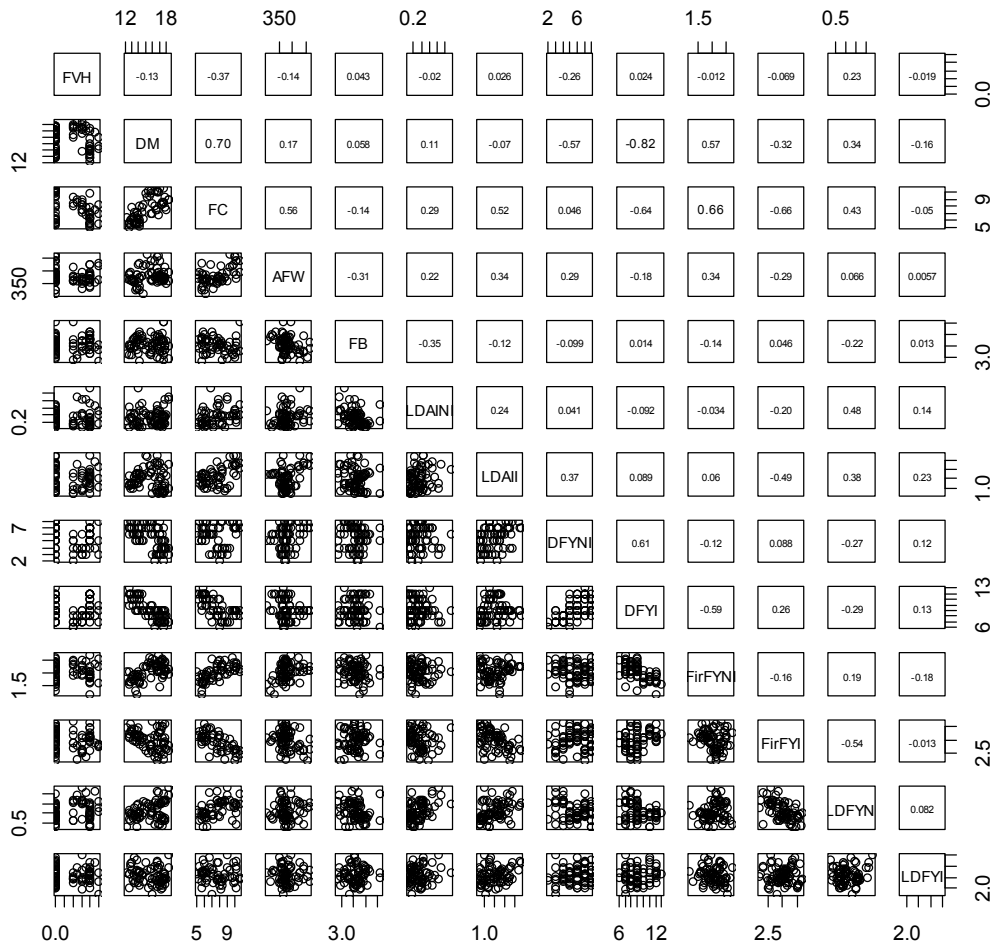 12 18 350 0.2 2 6 1.5 0.5
FVH -0.13 -0.37 -0.14 0.043 -0.02 0.026 -0.26 0.024 -0.012 -0.069 0.23 -0.019 0.0
12 DM 0.70 0.17 0.058 0.11 -0.07 -0.57 -0.82 0.57 -0.32 0.34 -0.16
FC 0.56 -0.14 0.29 0.52 0.046 -0.64 0.66 -0.66 0.43 -0.05 5 9
350 AFW -0.31 0.22 0.34 0.29 -0.18 0.34 -0.29 0.066 0.0057
FB -0.35 -0.12 -0.099 0.014 -0.14 0.046 -0.22 0.013 3.0
0.2 LDAINI 0.24 0.041 -0.092 -0.034 -0.20 0.48 0.14
LDAII 0.37 0.089 0.06 -0.49 0.38 0.23 1.0
2 7 DFYNI 0.61 -0.12 0.088 -0.27 0.12
DFYI -0.59 0.26 -0.29 0.13 6 13
1.5 FirFYNI -0.16 0.19 -0.18
FirFYI -0.54 -0.013 2.5
0.5 LDFYN 0.082
LDFYI 2.0
0.0 5 9 3.0 1.0 6 12 2.5 2.0